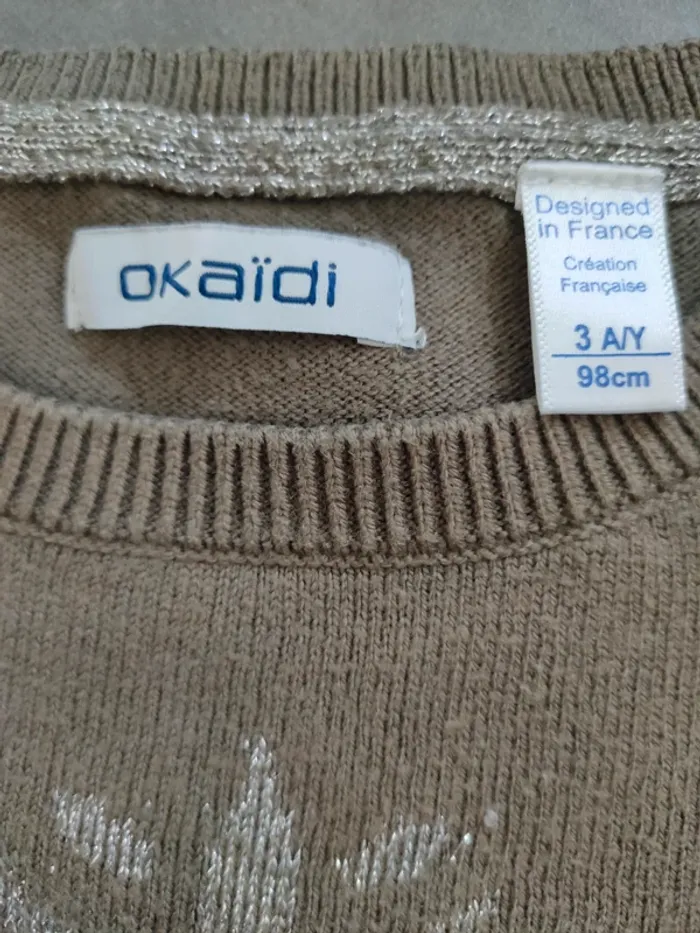 okaïdi
Designed
in France
Création
Française
3 A/Y
98cm